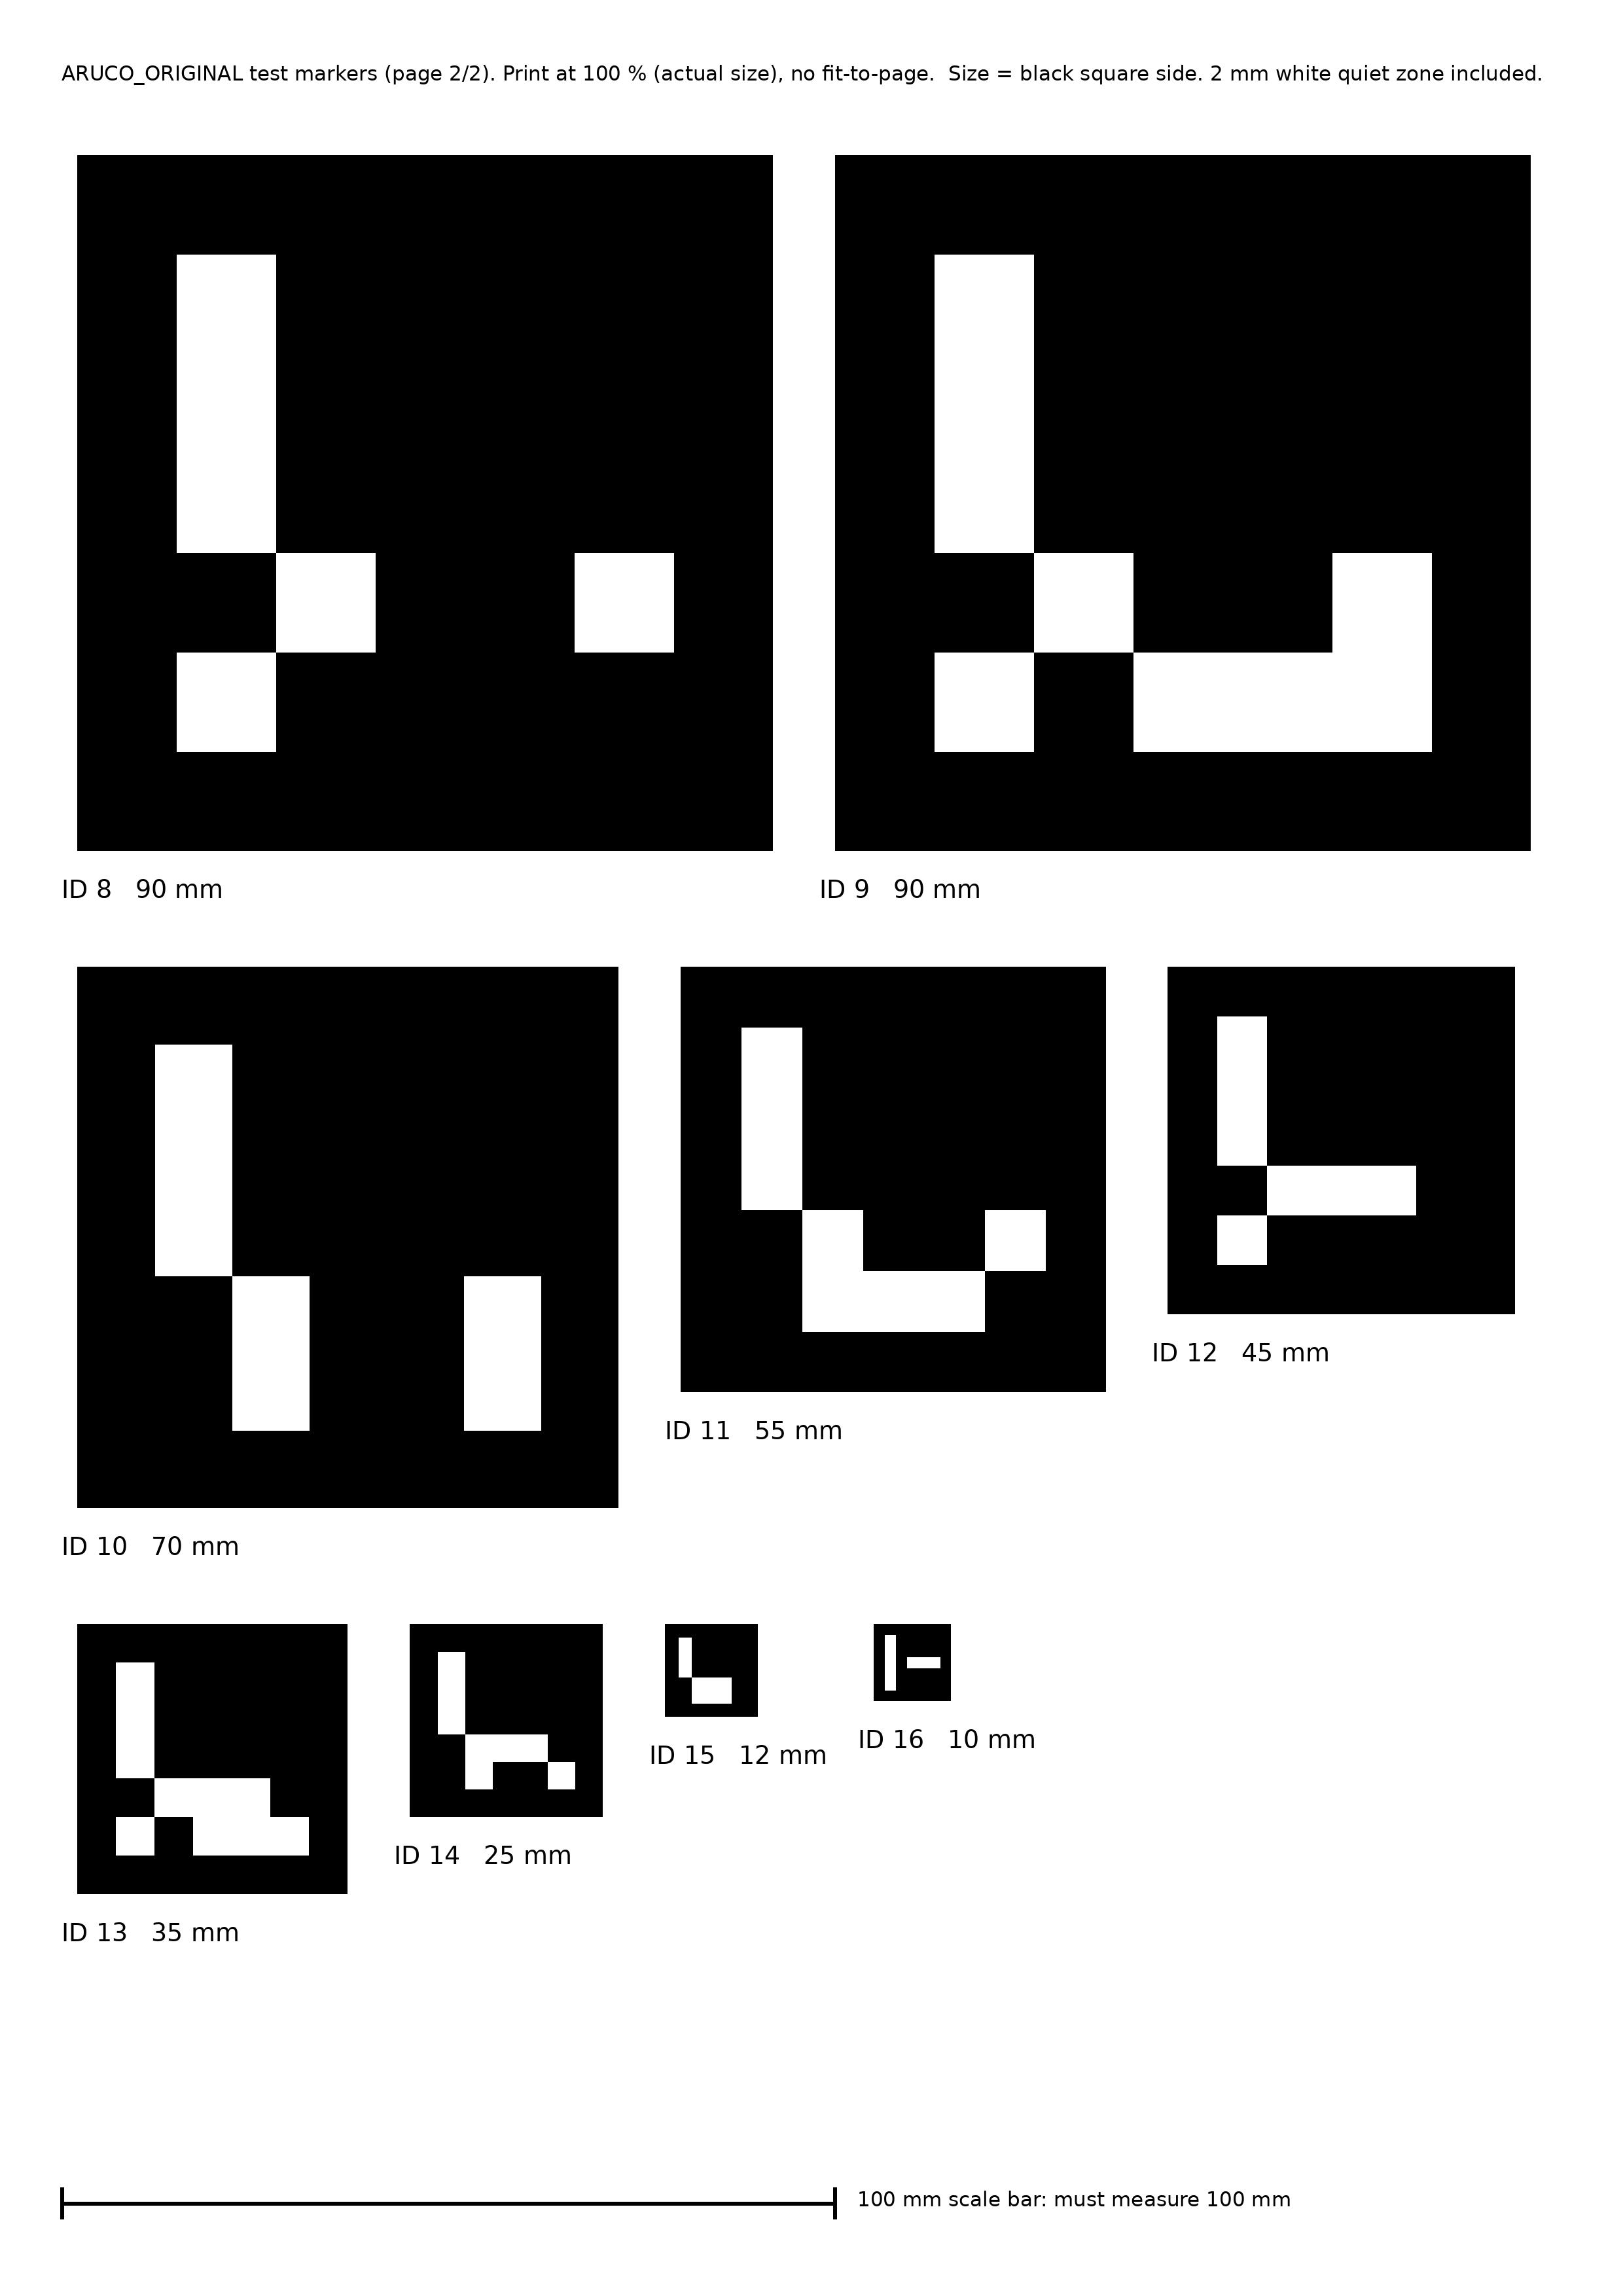 ARUCO_ORIGINAL test markers (page 2/2). Print at 100 % (actual size), no fit-to-page.  Size = black square side. 2 mm white quiet zone included.
ID 8   90 mm
ID 9   90 mm
ID 10   70 mm
ID 11   55 mm
ID 12   45 mm
ID 13   35 mm
ID 14   25 mm
ID 15   12 mm
ID 16   10 mm
100 mm scale bar: must measure 100 mm